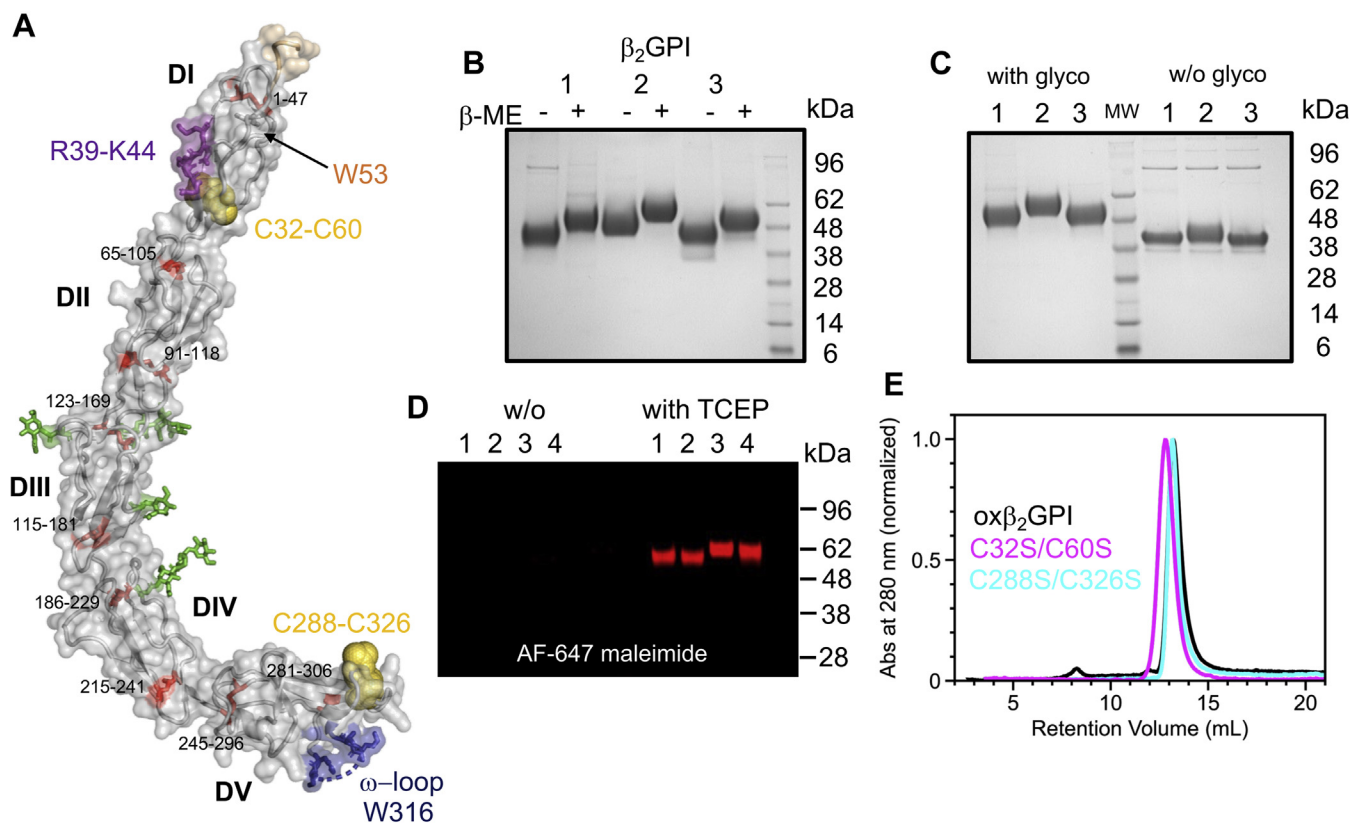 A
DI
1-47
R39-K44
W53
C32-C60
65-105
DII
91-118
123-169
DIII
115-181
186-229
DIV
C288-C326
281-306
215-241
245-296
DV
ω–loop
W316
B
β₂GPI
1 2 3
β-ME - + - + - + kDa
96
62
48
38
28
14
6
C
with glyco w/o glyco
1 2 3 MW 1 2 3 kDa
96
62
48
38
28
14
6
D
w/o with TCEP
1 2 3 4 1 2 3 4 kDa
96
62
48
38
28
AF-647 maleimide
E
Abs at 280 nm (normalized)
1.0
0.5
0
oxβ₂GPI
C32S/C60S
C288S/C326S
5 10 15 20
Retention Volume (mL)